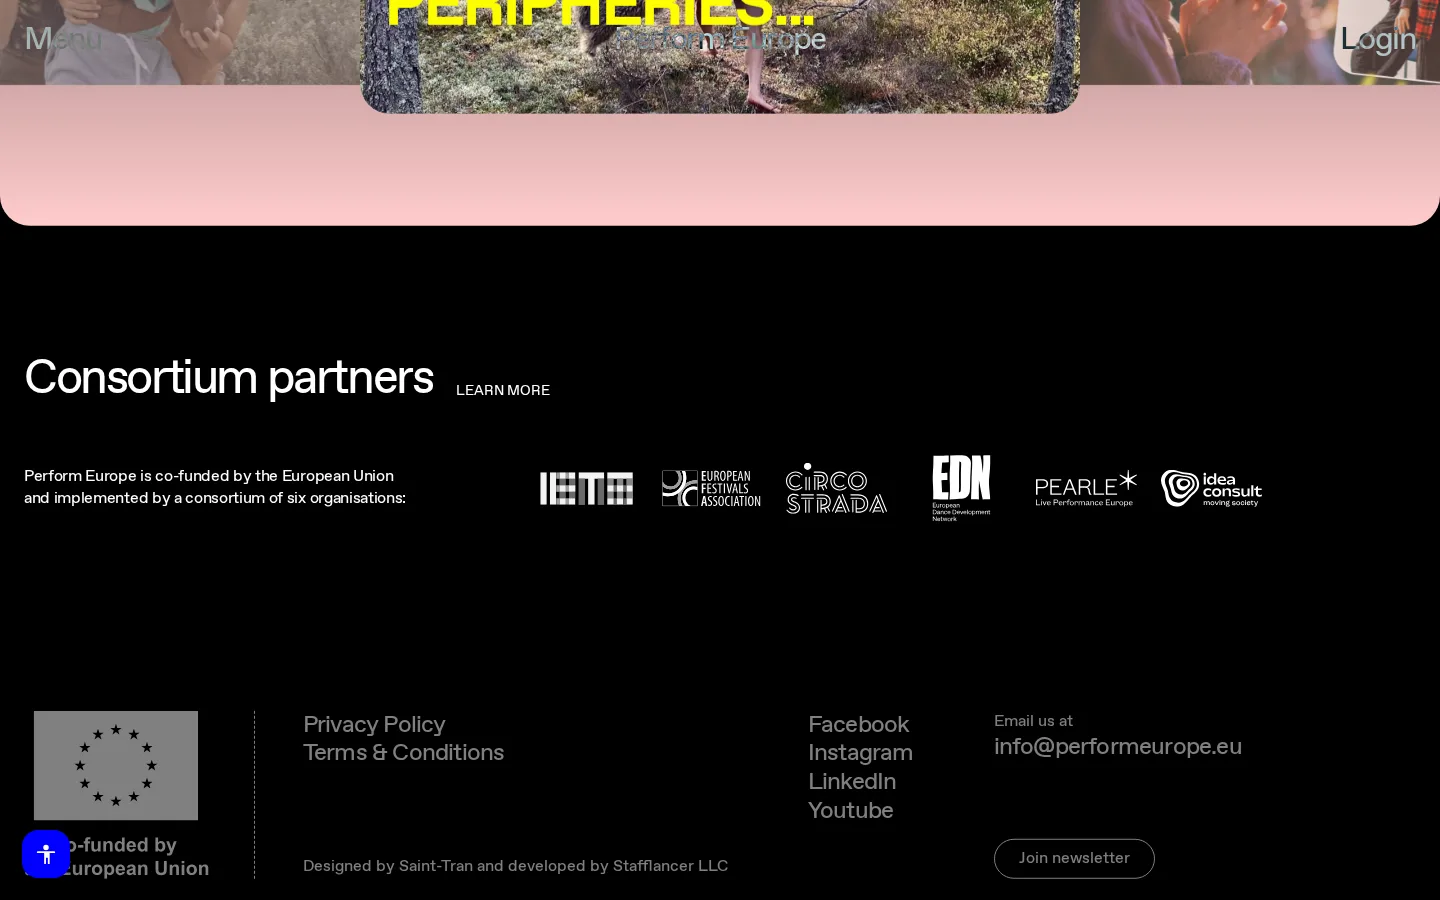 PERIPHERIES...
Menu
Perform Europe
Login
Consortium partners
LEARN MORE
Perform Europe is co-funded by the European Union
and implemented by a consortium of six organisations:
IETM
EUROPEAN
FESTIVALS
ASSOCIATION
CiRCO
STRADA
EDN
European
Dance Development
Network
PEARLE*
Live Performance Europe
idea
consult
moving society
Privacy Policy
Terms & Conditions
Facebook
Instagram
LinkedIn
Youtube
Email us at
info@performeurope.eu
o-funded by
European Union
Designed by Saint-Tran and developed by Stafflancer LLC
Join newsletter